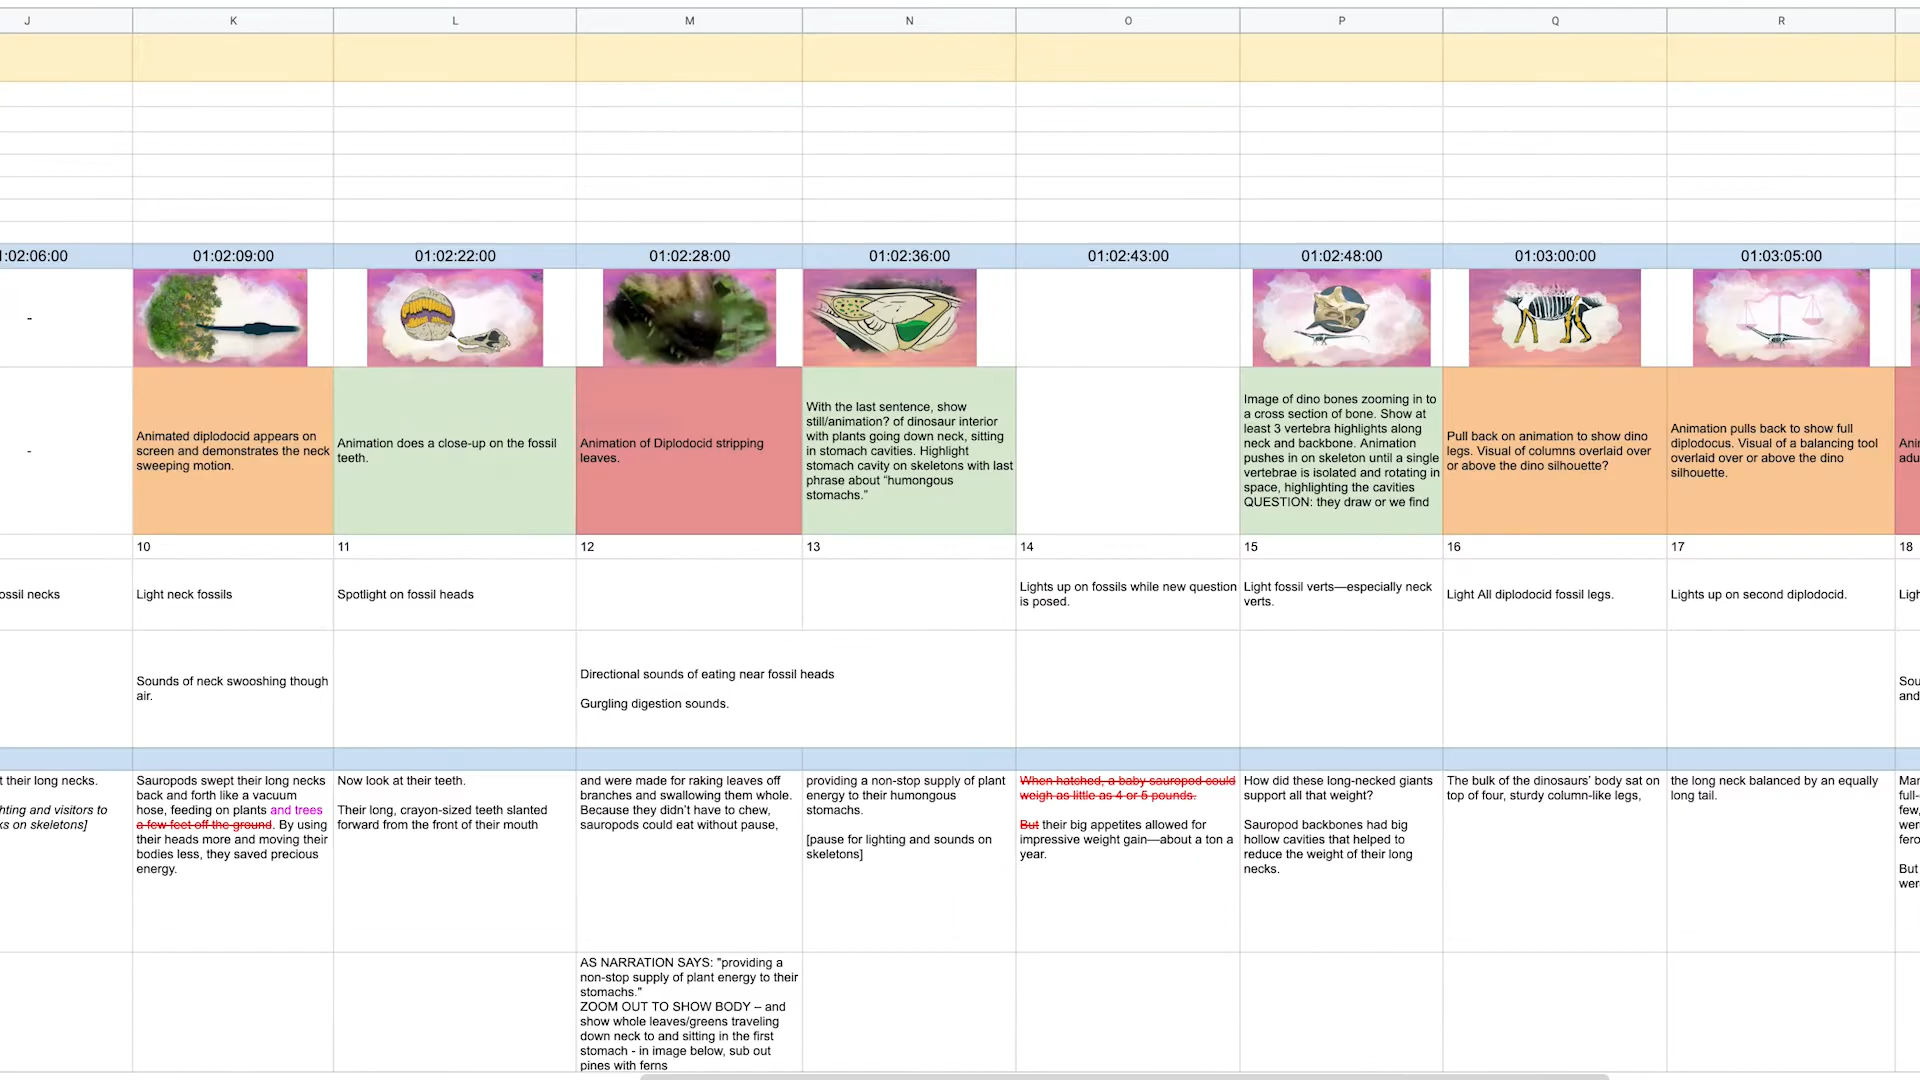 J K L M N O P Q R
1:02:06:00 01:02:09:00 01:02:22:00 01:02:28:00 01:02:36:00 01:02:43:00 01:02:48:00 01:03:00:00 01:03:05:00
-
-
Animated diplodocid appears on
screen and demonstrates the neck
sweeping motion.
Animation does a close-up on the fossil
teeth.
Animation of Diplodocid stripping
leaves.
With the last sentence, show
still/animation? of dinosaur interior
with plants going down neck, sitting
in stomach cavities. Highlight
stomach cavity on skeletons with last
phrase about “humongous
stomachs.”
Image of dino bones zooming in to
a cross section of bone. Show at
least 3 vertebra highlights along
neck and backbone. Animation
pushes in on skeleton until a single
vertebrae is isolated and rotating in
space, highlighting the cavities
QUESTION: they draw or we find
Pull back on animation to show dino
legs. Visual of columns overlaid over
or above the dino silhouette?
Animation pulls back to show full
diplodocus. Visual of a balancing tool
overlaid over or above the dino
silhouette.
Ani
adu
10 11 12 13 14 15 16 17 18
ossil necks
Light neck fossils
Spotlight on fossil heads
Lights up on fossils while new question
is posed.
Light fossil verts—especially neck
verts.
Light All diplodocid fossil legs.
Lights up on second diplodocid.
Ligh
Sounds of neck swooshing though
air.
Directional sounds of eating near fossil heads
Gurgling digestion sounds.
Sou
and
t their long necks.
hting and visitors to
ks on skeletons]
Sauropods swept their long necks
back and forth like a vacuum
hose, feeding on plants and trees
a few feet off the ground. By using
their heads more and moving their
bodies less, they saved precious
energy.
Now look at their teeth.
Their long, crayon-sized teeth slanted
forward from the front of their mouth
and were made for raking leaves off
branches and swallowing them whole.
Because they didn’t have to chew,
sauropods could eat without pause,
providing a non-stop supply of plant
energy to their humongous
stomachs.
[pause for lighting and sounds on
skeletons]
When hatched, a baby sauropod could
weigh as little as 4 or 5 pounds.
But their big appetites allowed for
impressive weight gain—about a ton a
year.
How did these long-necked giants
support all that weight?
Sauropod backbones had big
hollow cavities that helped to
reduce the weight of their long
necks.
The bulk of the dinosaurs’ body sat on
top of four, sturdy column-like legs,
the long neck balanced by an equally
long tail.
Mar
full-
few,
were
fero
But
wer
AS NARRATION SAYS: "providing a
non-stop supply of plant energy to their
stomachs."
ZOOM OUT TO SHOW BODY – and
show whole leaves/greens traveling
down neck to and sitting in the first
stomach - in image below, sub out
pines with ferns